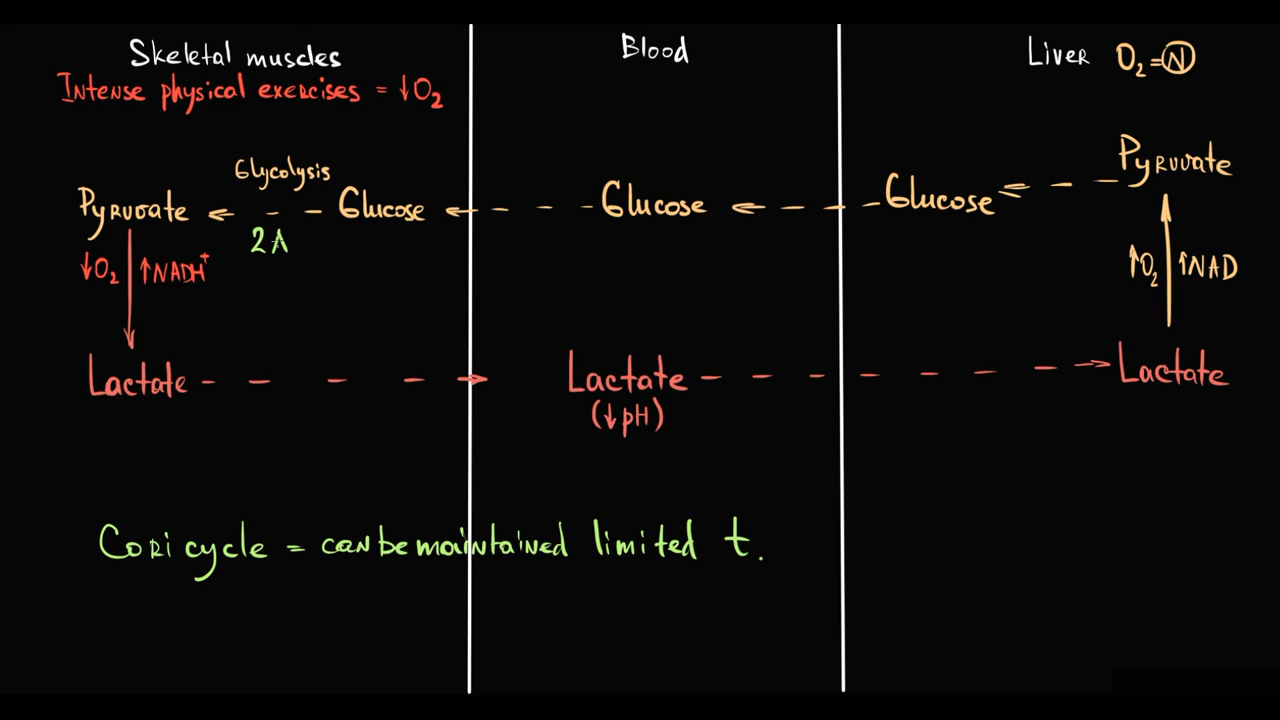 Skeletal muscles
Intense physical exercises = ↓O₂
Blood
Liver O₂=Ⓝ
Glycolysis
Pyruvate ← - - Glucose ← - - - Glucose ← - - - Glucose ← - - Pyruvate
2A
↓O₂ ↑NADH⁺
↑O₂ ↑NAD
Lactate - - - - → Lactate - - - - - - - → Lactate
(↓pH)
Cori cycle = can be maintained limited t.